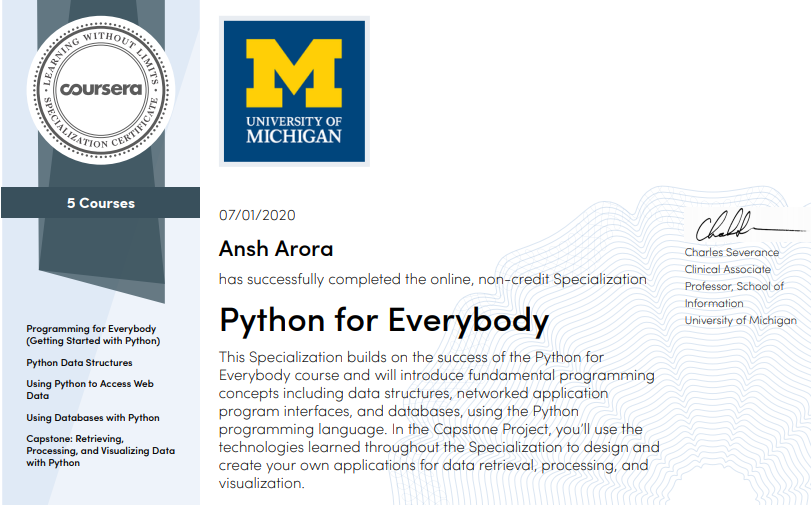 LEARNING WITHOUT LIMITS
coursera
SPECIALIZATION CERTIFICATE
M
UNIVERSITY OF
MICHIGAN
5 Courses
Programming for Everybody
(Getting Started with Python)
Python Data Structures
Using Python to Access Web
Data
Using Databases with Python
Capstone: Retrieving,
Processing, and Visualizing Data
with Python
07/01/2020
Ansh Arora
has successfully completed the online, non-credit Specialization
Python for Everybody
This Specialization builds on the success of the Python for
Everybody course and will introduce fundamental programming
concepts including data structures, networked application
program interfaces, and databases, using the Python
programming language. In the Capstone Project, you'll use the
technologies learned throughout the Specialization to design and
create your own applications for data retrieval, processing, and
visualization.
Charles Severance
Clinical Associate
Professor, School of
Information
University of Michigan